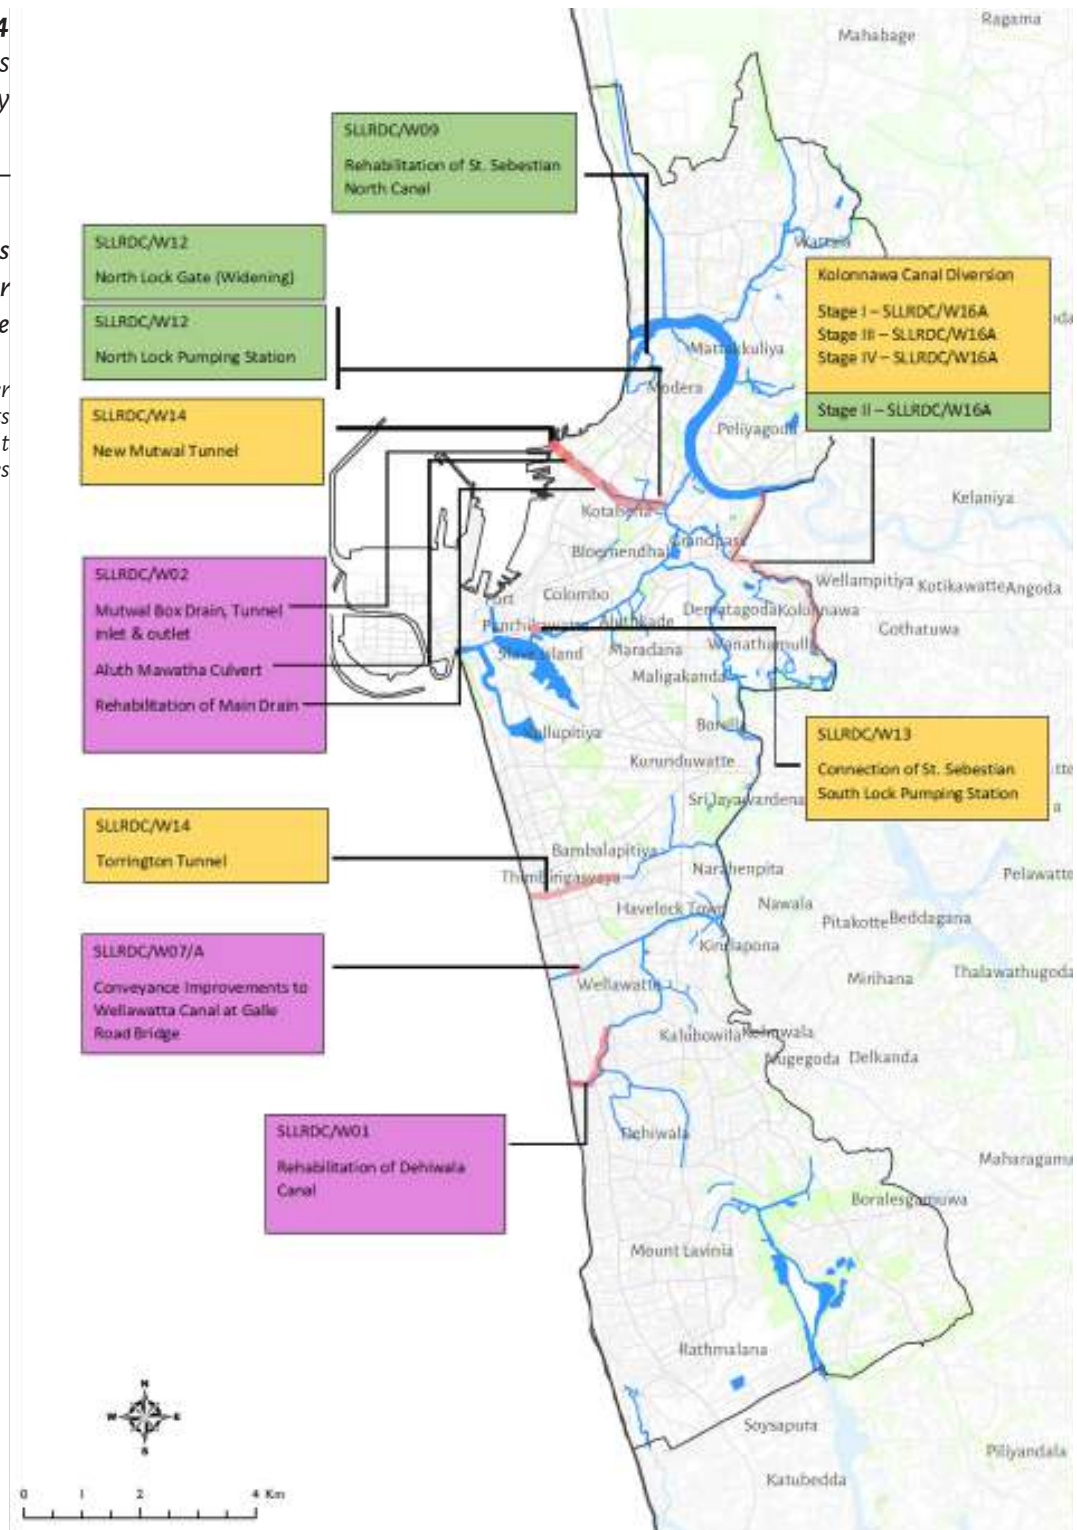 4
s
y
s
r
e
er
ts
t
es
Ragama
Mahabage
SLLRDC/W09
Rehabilitation of St. Sebestian
North Canal
SLLRDC/W12
North Lock Gate (Widening)
SLLRDC/W12
North Lock Pumping Station
Kolonnawa Canal Diversion
Stage I – SLLRDC/W16A
Stage III – SLLRDC/W16A
Stage IV – SLLRDC/W16A
Stage II – SLLRDC/W16A
Mattakkuliya
Modera
SLLRDC/W14
New Mutwal Tunnel
Peliyagoda
Kelaniya
Kotahena
Grandpass
Bloemendhal
SLLRDC/W02
Mutwal Box Drain, Tunnel
inlet & outlet
Aluth Mawatha Culvert
Rehabilitation of Main Drain
Wellampitiya
Kotikawatte
Angoda
Fort
Colombo
Dematagoda
Kolonnawa
Aluthkade
Gothatuwa
Maradana
Wanathamulla
Slave Island
Maligakanda
Borella
Kollupitiya
Kurunduwatte
SLLRDC/W13
Connection of St. Sebestian
South Lock Pumping Station
tte
a
Sri Jayawardena
SLLRDC/W14
Torrington Tunnel
Bambalapitiya
Thimbirigasyaya
Narahenpita
Pelawatte
Havelock Town
Nawala
Pitakotte
Beddagana
Kirulapona
SLLRDC/W07/A
Conveyance Improvements to
Wellawatta Canal at Galle
Road Bridge
Wellawatte
Mirihana
Thalawathugoda
Kalubowila
Kohuwala
Nugegoda
Delkanda
SLLRDC/W01
Rehabilitation of Dehiwala
Canal
Dehiwala
Maharagama
Boralesgamuwa
Mount Lavinia
Rathmalana
Soysapura
Piliyandala
Katubedda
N
W E
S
0 1 2 4 Km